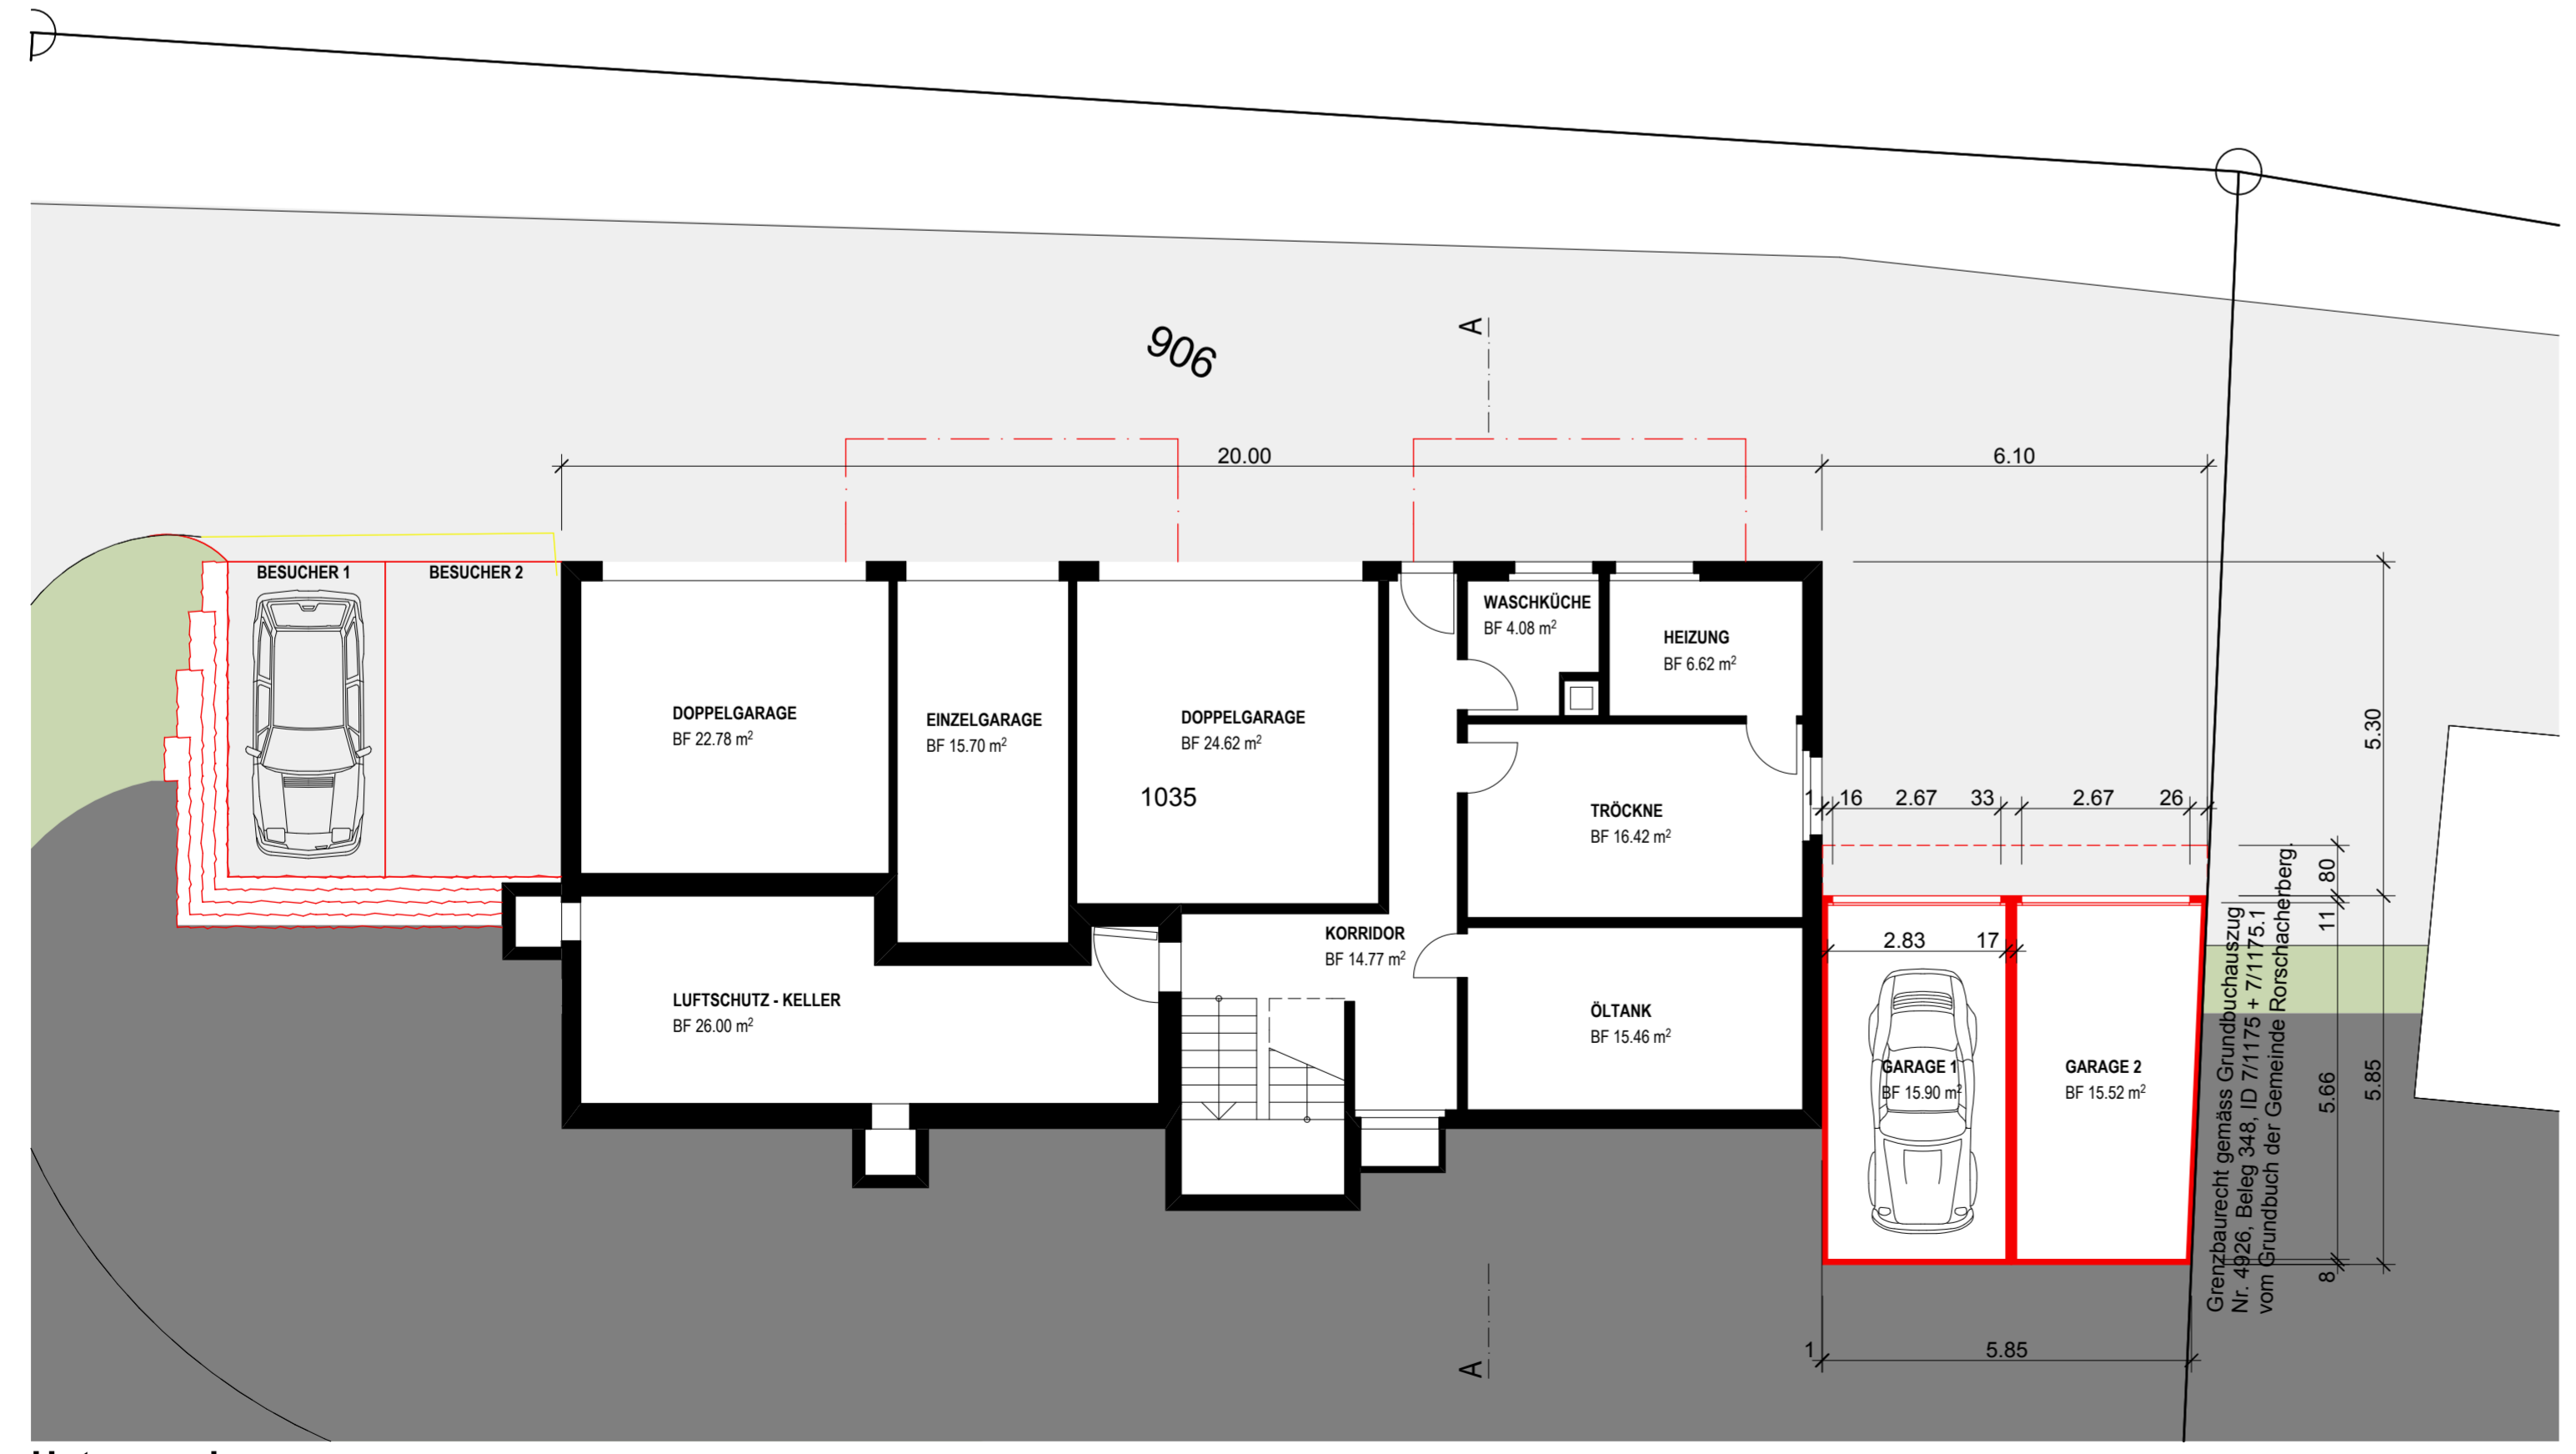 906
A
20.00
6.10
BESUCHER 1
BESUCHER 2
WASCHKÜCHE
BF 4.08 m²
HEIZUNG
BF 6.62 m²
DOPPELGARAGE
BF 22.78 m²
EINZELGARAGE
BF 15.70 m²
DOPPELGARAGE
BF 24.62 m²
1035
TRÖCKNE
BF 16.42 m²
1 16 2.67 33 2.67 26
5.30
80
11
2.83 17
KORRIDOR
BF 14.77 m²
LUFTSCHUTZ - KELLER
BF 26.00 m²
ÖLTANK
BF 15.46 m²
GARAGE 1
BF 15.90 m²
GARAGE 2
BF 15.52 m²
Grenzbaurecht gemäss Grundbuchauszug
Nr. 4926, Beleg 348, ID 7/1175 + 7/1175.1
vom Grundbuch der Gemeinde Rorschacherberg.
5.66
5.85
8
A
1 5.85